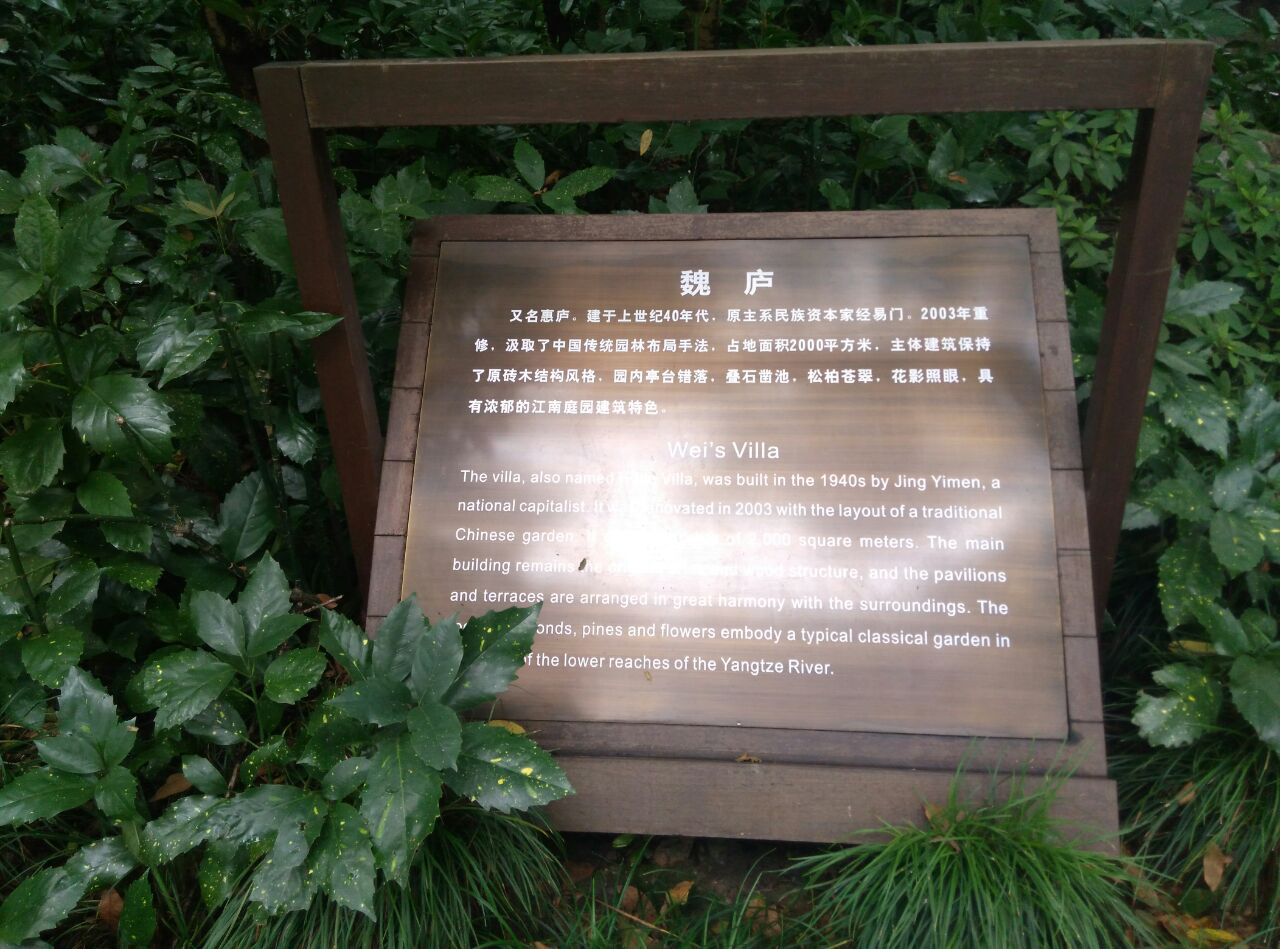 魏 庐
又名惠庐。建于上世纪40年代，原主系民族资本家经易门。2003年重
修，汲取了中国传统园林布局手法，占地面积2000平方米，主体建筑保持
了原砖木结构风格，园内亭台错落，叠石凿池，松柏苍翠，花影照眼，具
有浓郁的江南庭园建筑特色。
Wei's Villa
The villa, also named Villa, was built in the 1940s by Jing Yimen, a
national capitalist. It was renovated in 2003 with the layout of a traditional
Chinese garden. It of 2,000 square meters. The main
building remains the and wood structure, and the pavilions
and terraces are arranged in great harmony with the surroundings. The
ponds, pines and flowers embody a typical classical garden in
of the lower reaches of the Yangtze River.